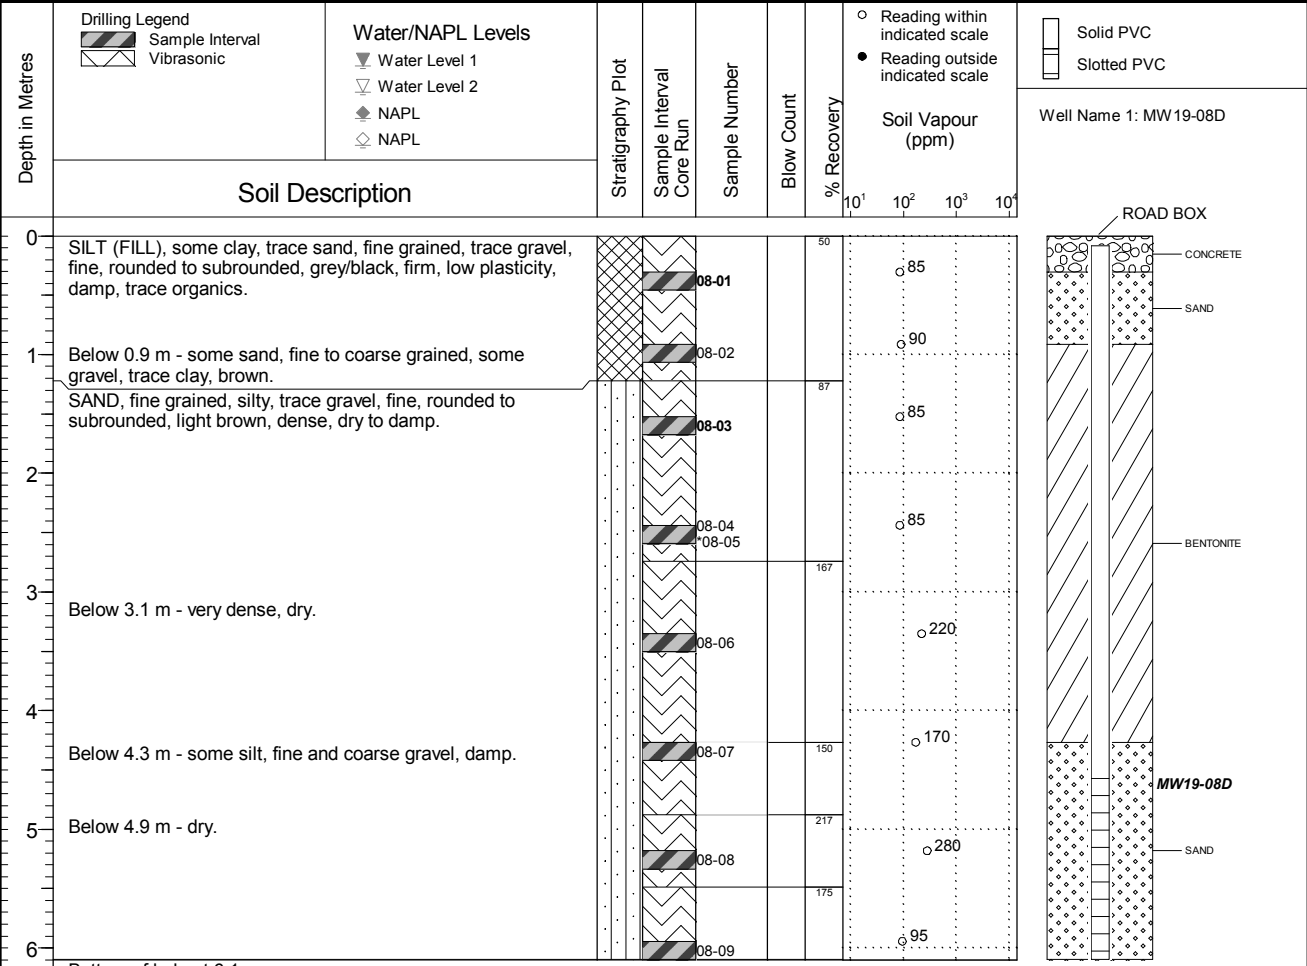 Drilling Legend
Sample Interval
Vibrasonic
Water/NAPL Levels
Water Level 1
Water Level 2
NAPL
NAPL
Depth in Metres
Soil Description
Stratigraphy Plot
Sample Interval
Core Run
Sample Number
Blow Count
% Recovery
Reading within
indicated scale
Reading outside
indicated scale
Soil Vapour
(ppm)
10¹ 10² 10³ 10⁴
Solid PVC
Slotted PVC
Well Name 1: MW19-08D
ROAD BOX
0
SILT (FILL), some clay, trace sand, fine grained, trace gravel,
fine, rounded to subrounded, grey/black, firm, low plasticity,
damp, trace organics.
50
85
CONCRETE
08-01
SAND
90
1
Below 0.9 m - some sand, fine to coarse grained, some
gravel, trace clay, brown.
08-02
87
SAND, fine grained, silty, trace gravel, fine, rounded to
subrounded, light brown, dense, dry to damp.
85
08-03
2
08-04
*08-05
85
BENTONITE
167
3
Below 3.1 m - very dense, dry.
220
08-06
4
Below 4.3 m - some silt, fine and coarse gravel, damp.
08-07
150
170
MW19-08D
5
Below 4.9 m - dry.
217
280
08-08
SAND
175
6
08-09
95